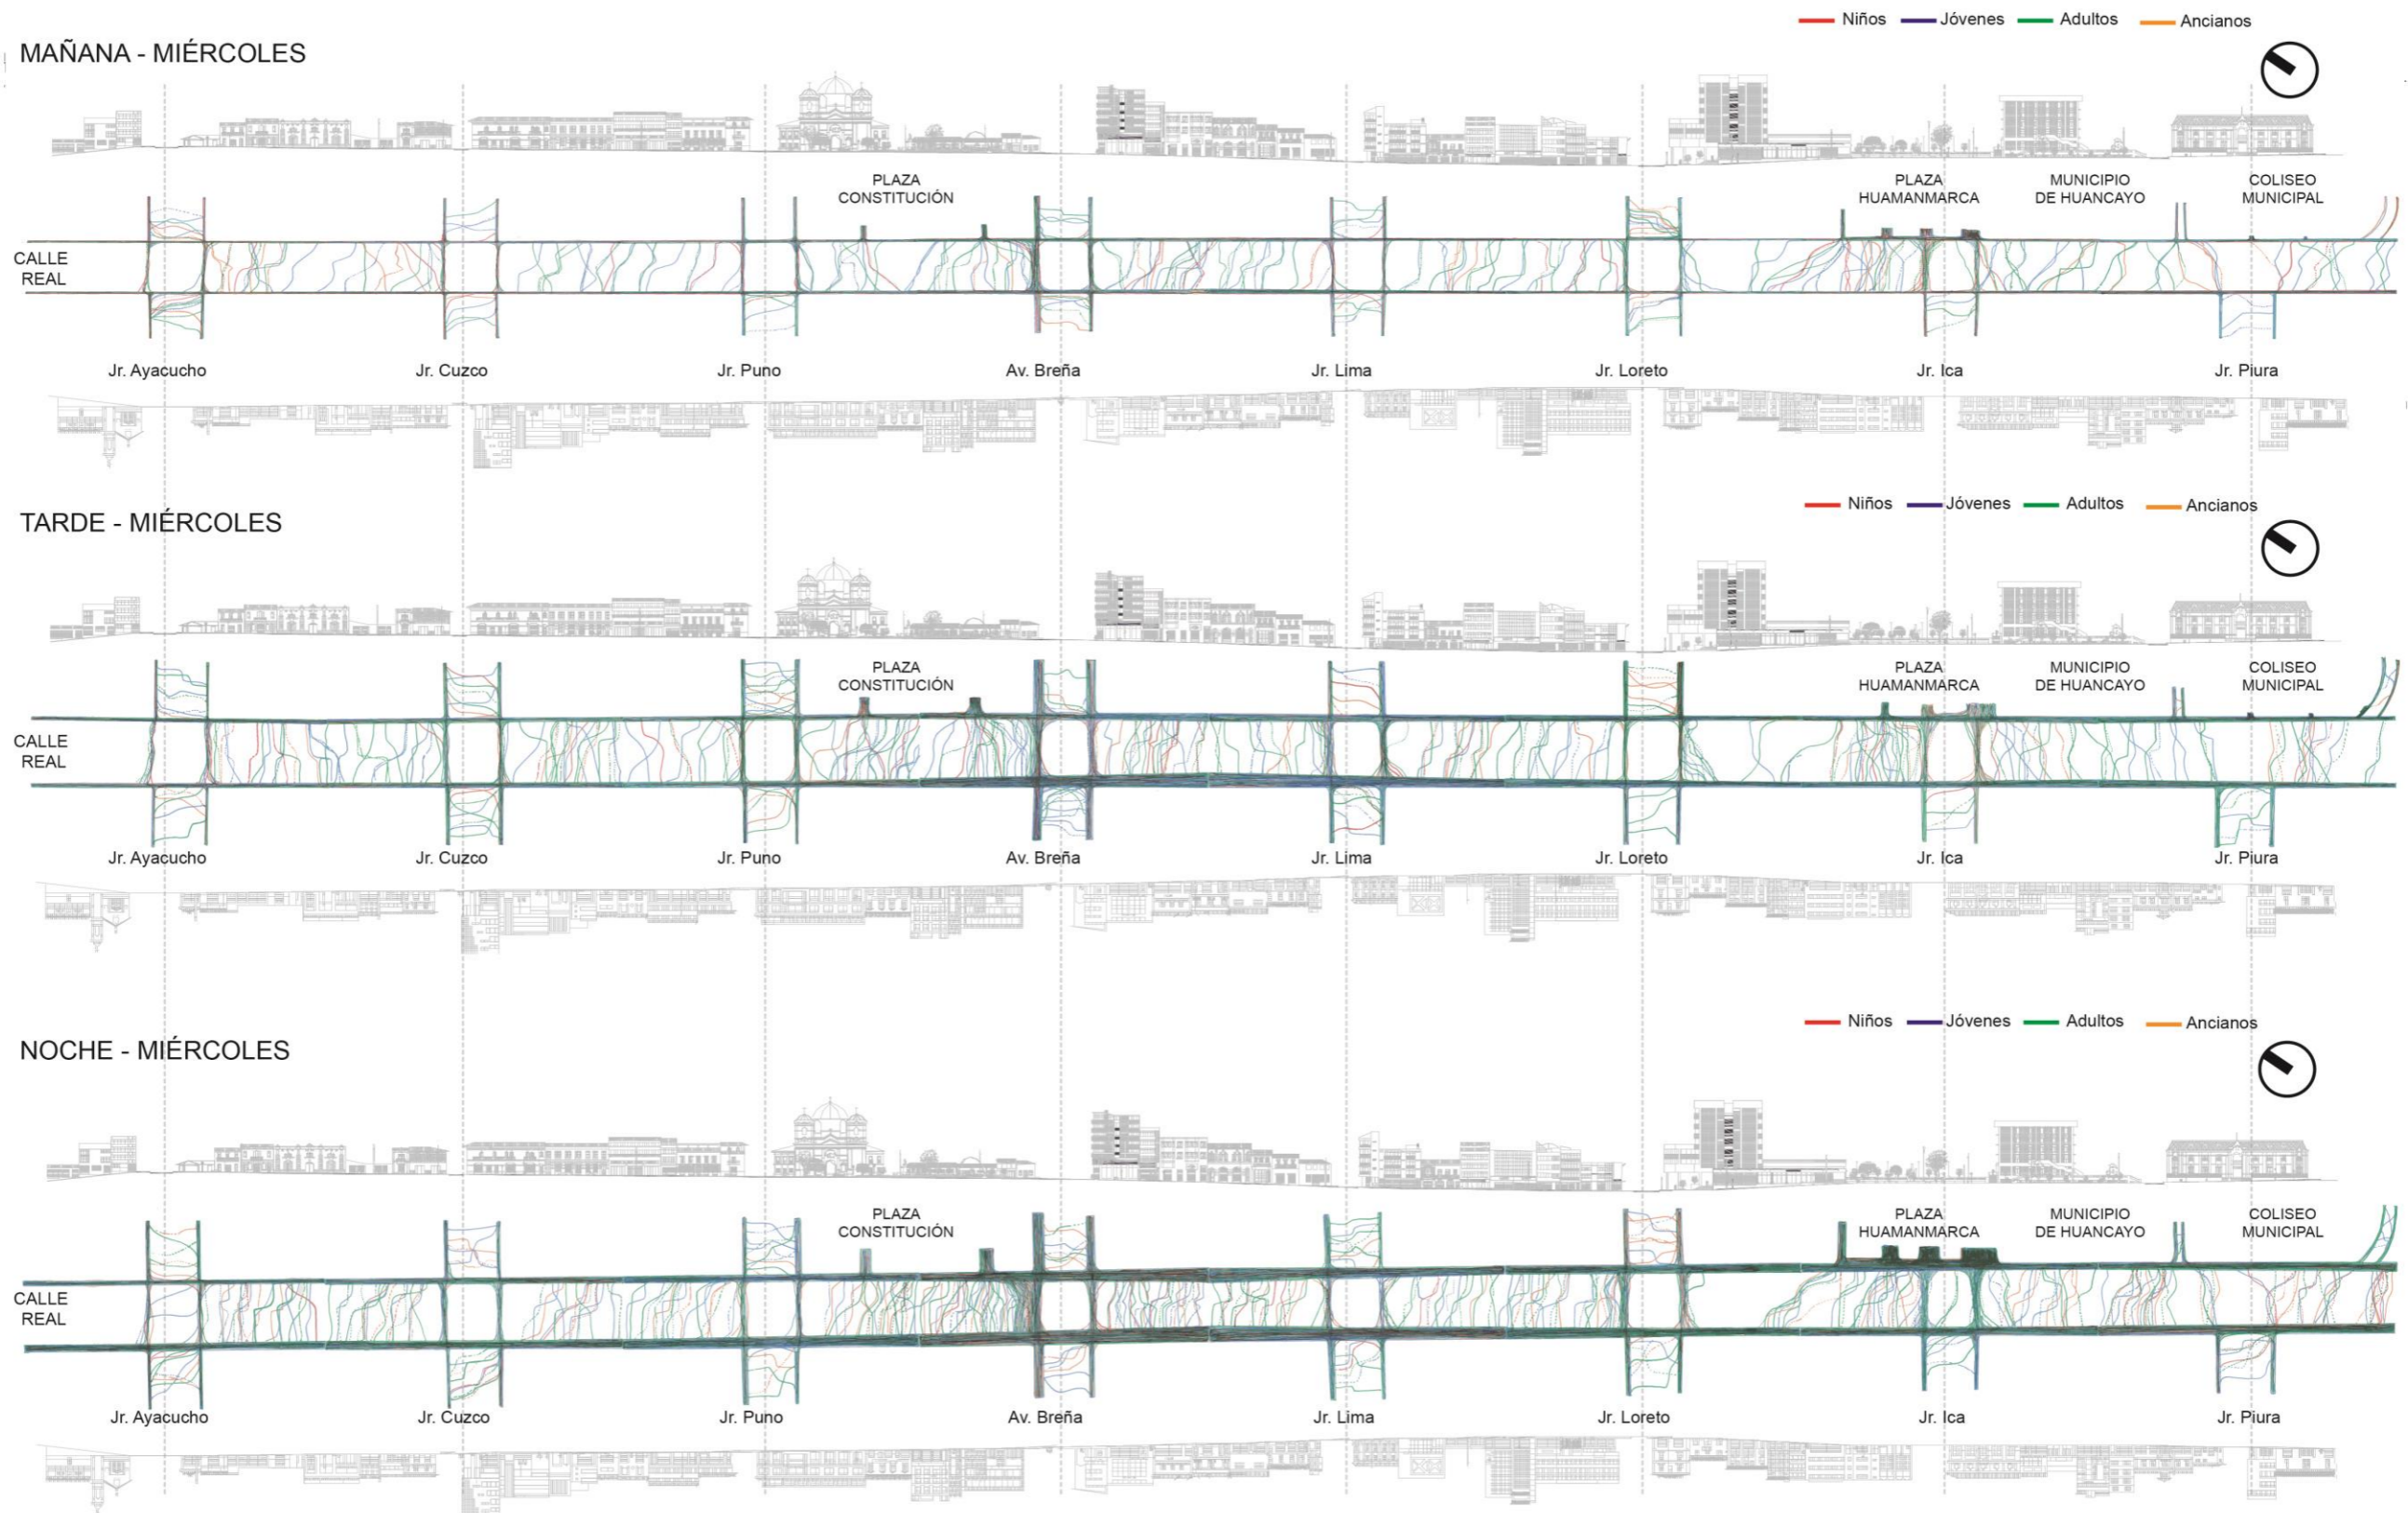 Niños Jóvenes Adultos Ancianos
MAÑANA - MIÉRCOLES
PLAZA
CONSTITUCIÓN
PLAZA
HUAMANMARCA
MUNICIPIO
DE HUANCAYO
COLISEO
MUNICIPAL
CALLE
REAL
Jr. Ayacucho Jr. Cuzco Jr. Puno Av. Breña Jr. Lima Jr. Loreto Jr. Ica Jr. Piura
Niños Jóvenes Adultos Ancianos
TARDE - MIÉRCOLES
PLAZA
CONSTITUCIÓN
PLAZA
HUAMANMARCA
MUNICIPIO
DE HUANCAYO
COLISEO
MUNICIPAL
CALLE
REAL
Jr. Ayacucho Jr. Cuzco Jr. Puno Av. Breña Jr. Lima Jr. Loreto Jr. Ica Jr. Piura
Niños Jóvenes Adultos Ancianos
NOCHE - MIÉRCOLES
PLAZA
CONSTITUCIÓN
PLAZA
HUAMANMARCA
MUNICIPIO
DE HUANCAYO
COLISEO
MUNICIPAL
CALLE
REAL
Jr. Ayacucho Jr. Cuzco Jr. Puno Av. Breña Jr. Lima Jr. Loreto Jr. Ica Jr. Piura